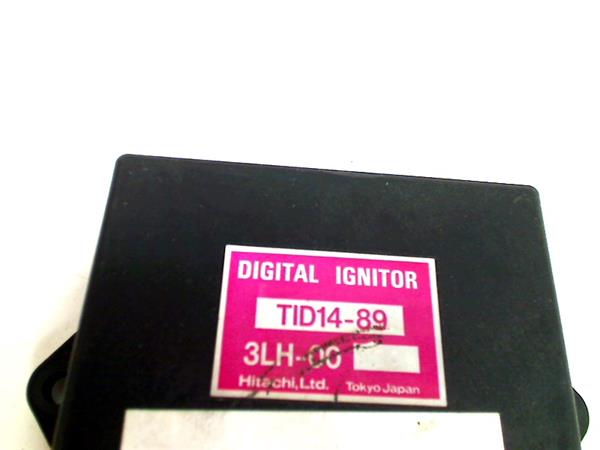 DIGITAL IGNITOR
TID14-89
3LH-00
Hitachi,Ltd. Tokyo Japan